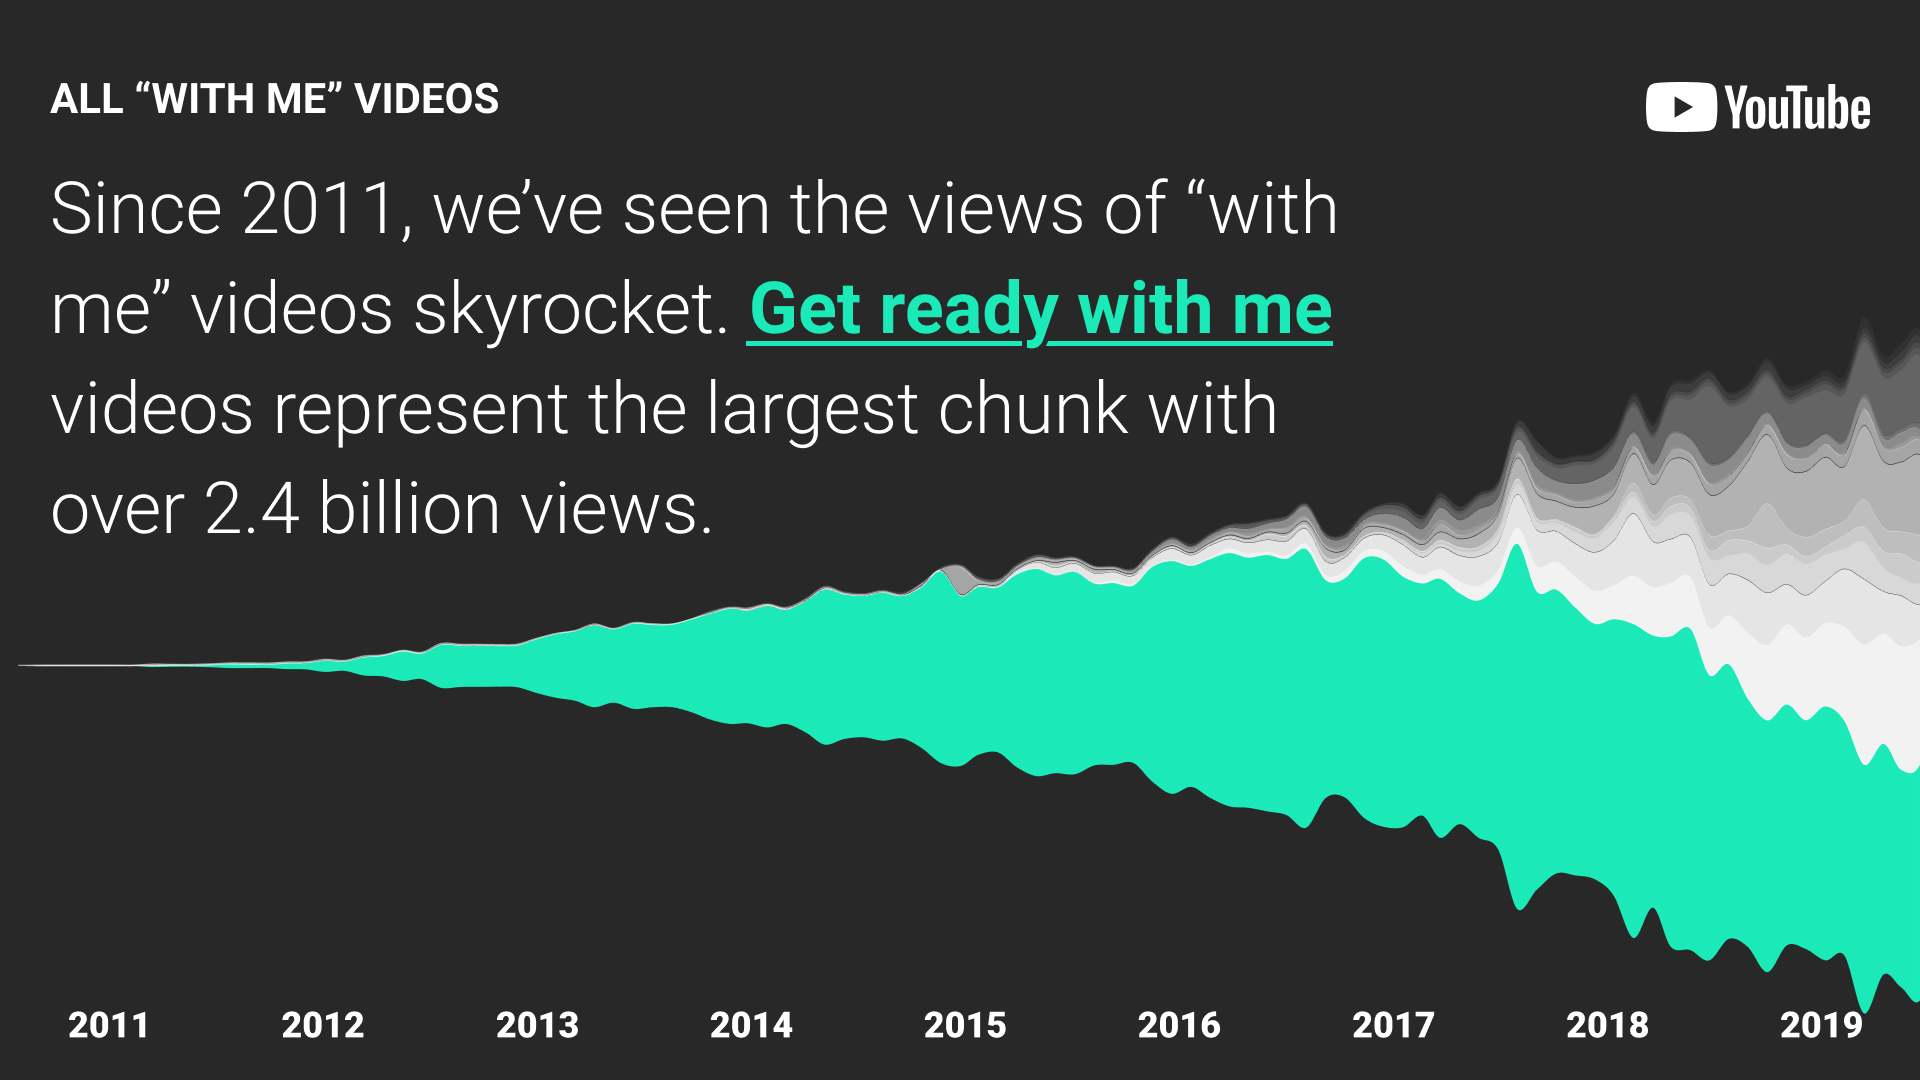 ALL “WITH ME” VIDEOS
YouTube
Since 2011, we’ve seen the views of “with
me” videos skyrocket. Get ready with me
videos represent the largest chunk with
over 2.4 billion views.
2011 2012 2013 2014 2015 2016 2017 2018 2019